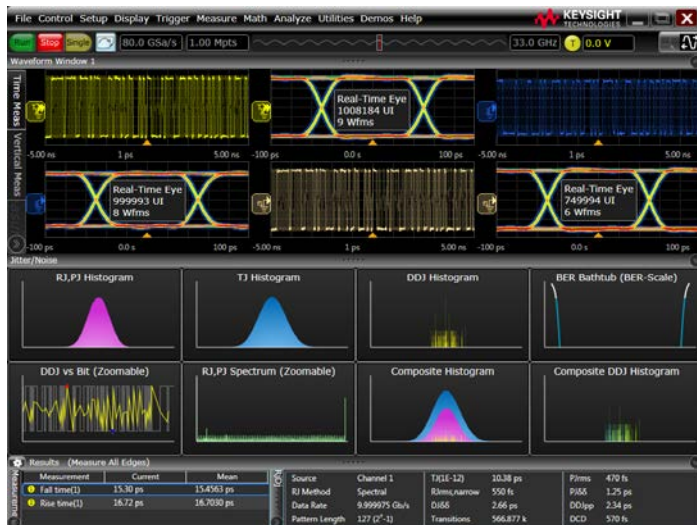 File Control Setup Display Trigger Measure Math Analyze Utilities Demos Help
KEYSIGHT
TECHNOLOGIES
Run Stop Single 80.0 GSa/s 1.00 Mpts 33.0 GHz T 0.0 V
Waveform Window 1
Time Meas
Vertical Meas
Real-Time Eye
1008184 UI
9 Wfms
-5.00 ns 1 ps 5.00 ns -100 ps 0.0 s 100 ps -5.00 ns 1 ps 5.00 ns
Real-Time Eye
999993 UI
8 Wfms
Real-Time Eye
749994 UI
6 Wfms
-100 ps 0.0 s 100 ps -5.00 ns 1 ps 5.00 ns -100 ps 0.0 s 100 ps
Jitter/Noise
RJ,PJ Histogram TJ Histogram DDJ Histogram BER Bathtub (BER-Scale)
DDJ vs Bit (Zoomable) RJ,PJ Spectrum (Zoomable) Composite Histogram Composite DDJ Histogram
Results (Measure All Edges)
Measurement Current Mean
Fall time(1) 15.30 ps 15.4563 ps
Rise time(1) 16.72 ps 16.7030 ps
Source Channel 1 TJ(1E-12) 10.38 ps PJrms 470 fs
RJ Method Spectral RJrms,narrow 550 fs PJδδ 1.25 ps
Data Rate 9.999975 Gb/s DJδδ 2.66 ps DDJpp 2.34 ps
Pattern Length 127 (2⁷-1) Transitions 566.877 k DCD 570 fs